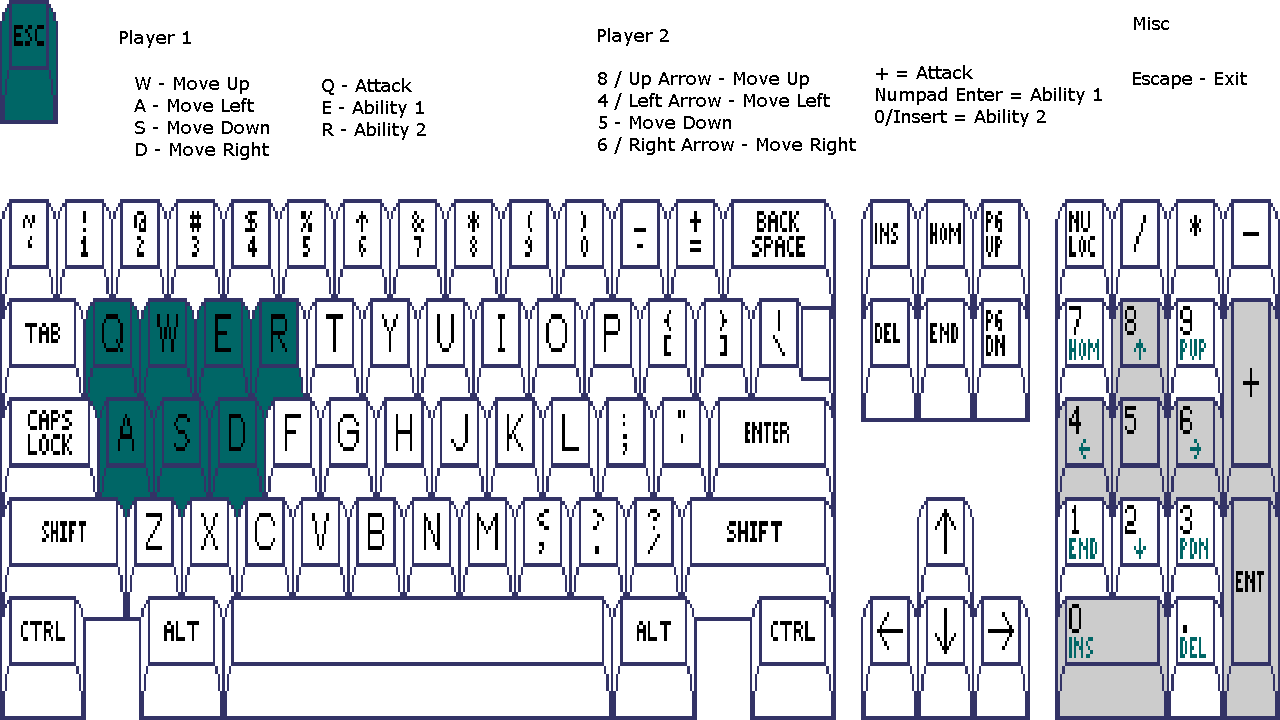 ESC
Player 1
W - Move Up
A - Move Left
S - Move Down
D - Move Right
Q - Attack
E - Ability 1
R - Ability 2
Player 2
8 / Up Arrow - Move Up
4 / Left Arrow - Move Left
5 - Move Down
6 / Right Arrow - Move Right
+ = Attack
Numpad Enter = Ability 1
0/Insert = Ability 2
Misc
Escape - Exit
~ ! @ # $ % ↑ & * ( ) _ + BACK
` 1 2 3 4 5 6 7 8 9 0 - = SPACE
INS HOM PG UP
NU LOC / * -
TAB Q W E R T Y U I O P { [ } ] | \
DEL END PG DN
7 HOM 8 ↑ 9 PUP +
CAPS LOCK A S D F G H J K L : ; " ' ENTER
4 ← 5 6 →
SHIFT Z X C V B N M < , > . ? / SHIFT
↑
1 END 2 ↓ 3 PDN ENT
CTRL ALT ALT CTRL
← ↓ →
0 INS . DEL